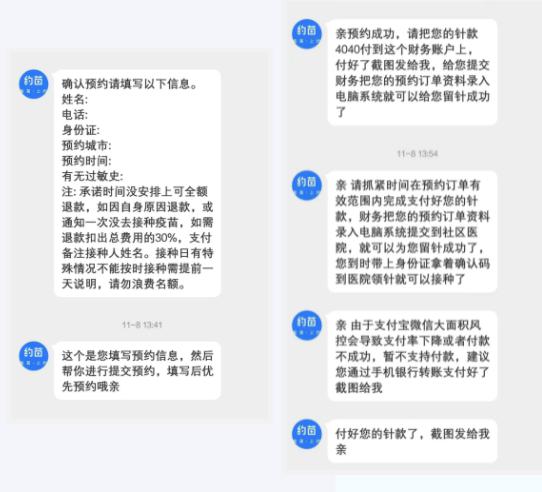 约苗
确认预约请填写以下信息。
姓名:
电话:
身份证:
预约城市:
预约时间:
有无过敏史:
注: 承诺时间没安排上可全额
退款，如因自身原因退款，或
通知一次没去接种疫苗，如需
退款扣出总费用的30%，支付
备注接种人姓名。接种日有特
殊情况不能按时接种需提前一
天说明，请勿浪费名额。
11-8 13:41
约苗
这个是您填写预约信息，然后
帮你进行提交预约，填写后优
先预约哦亲
约苗
亲预约成功，请把您的针款
4040付到这个财务账户上，
付好了截图发给我，给您提交
财务把您的预约订单资料录入
电脑系统就可以给您留针成功
了
11-8 13:54
约苗
亲 请抓紧时间在预约订单有
效范围内完成支付好您的针
款，财务把您的预约订单资料
录入电脑系统提交到社区医
院，就可以为您留针成功了，
您到时带上身份证拿着确认码
到医院领针就可以接种了
约苗
亲 由于支付宝微信大面积风
控会导致支付率下降或者付款
不成功，暂不支持付款，建议
您通过手机银行转账支付好了
截图给我
约苗
付好您的针款了，截图发给我
亲